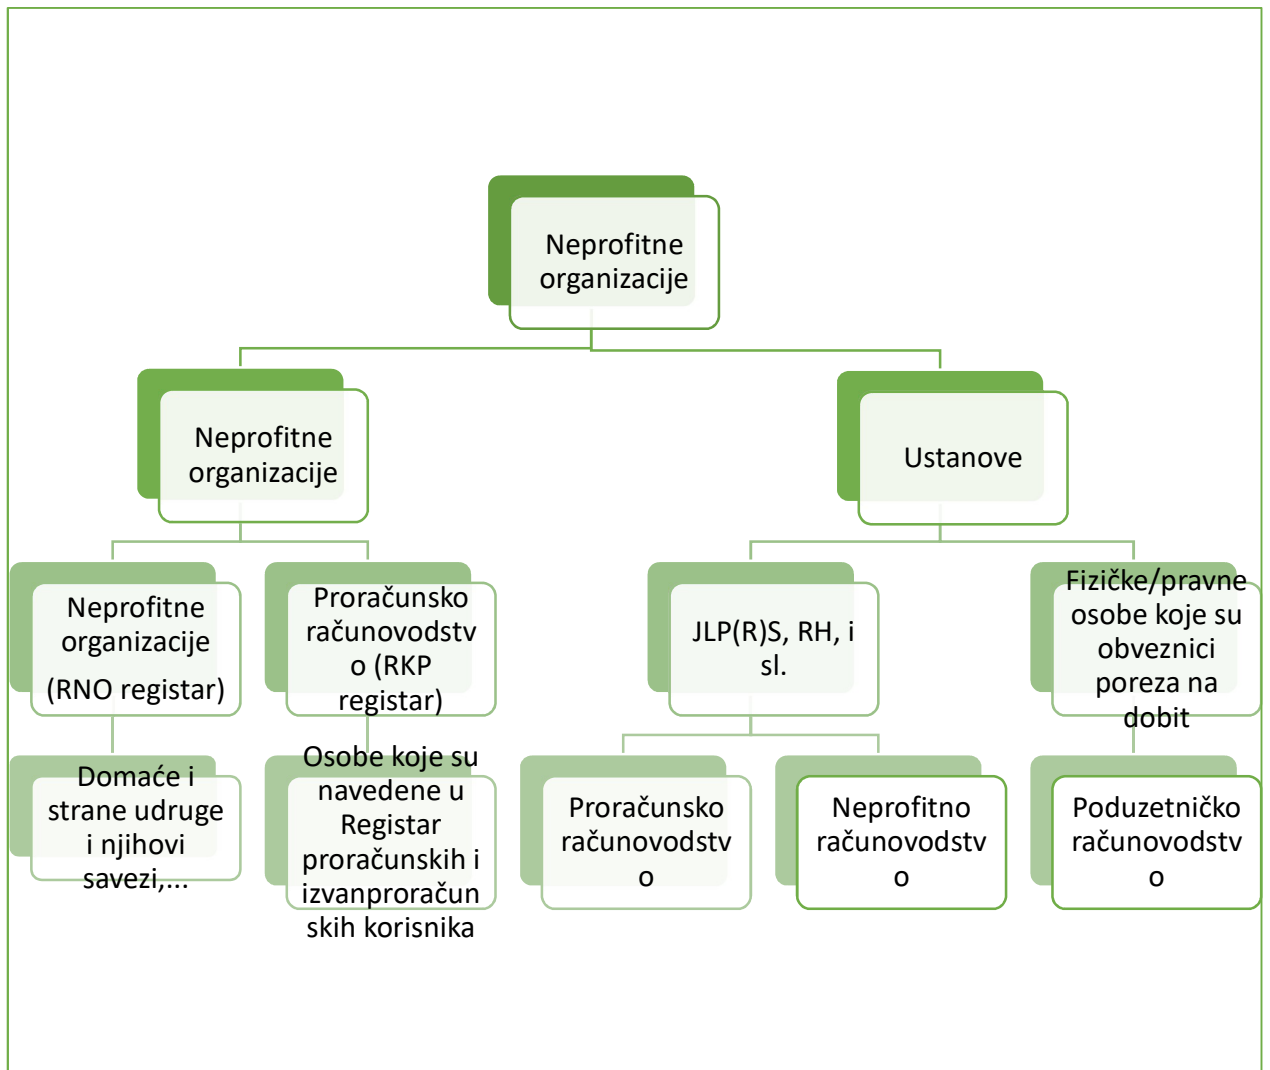 Neprofitne
organizacije
Neprofitne
organizacije
Ustanove
Neprofitne
organizacije
(RNO registar)
Proračunsko
računovodstv
o (RKP
registar)
JLP(R)S, RH, i
sl.
Fizičke/pravne
osobe koje su
obveznici
poreza na
dobit
Domaće i
strane udruge
i njihovi
savezi,...
Osobe koje su
navedene u
Registar
proračunskih i
izvanproračun
skih korisnika
Proračunsko
računovodstv
o
Neprofitno
računovodstv
o
Poduzetničko
računovodstv
o